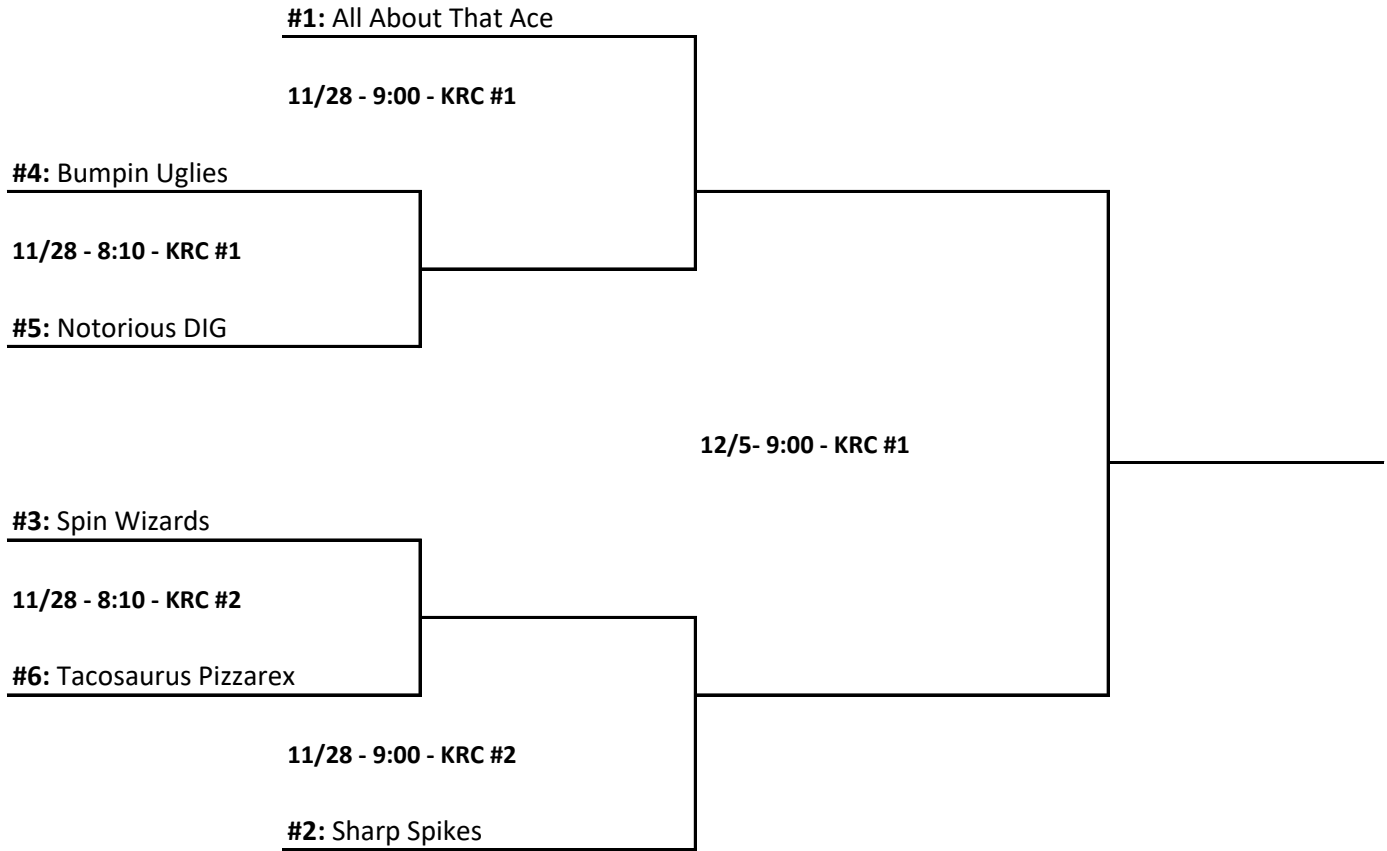 #1: All About That Ace
11/28 - 9:00 - KRC #1
#4: Bumpin Uglies
11/28 - 8:10 - KRC #1
#5: Notorious DIG
12/5- 9:00 - KRC #1
#3: Spin Wizards
11/28 - 8:10 - KRC #2
#6: Tacosaurus Pizzarex
11/28 - 9:00 - KRC #2
#2: Sharp Spikes